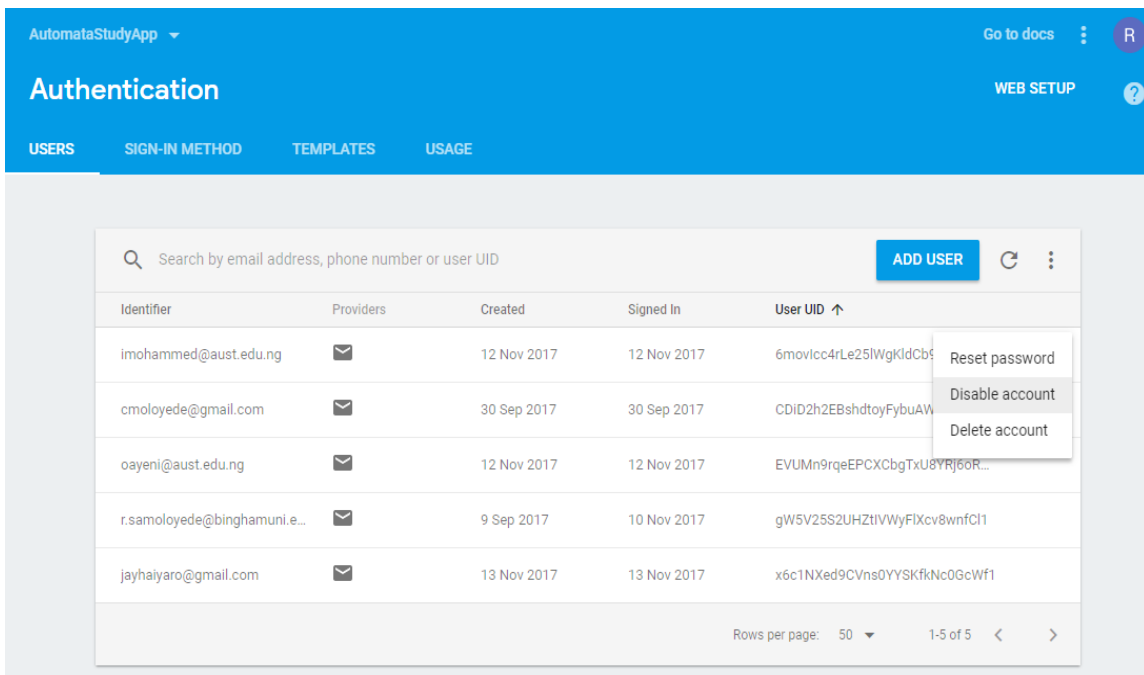 AutomataStudyApp Go to docs R
Authentication WEB SETUP ?
USERS SIGN-IN METHOD TEMPLATES USAGE
Search by email address, phone number or user UID ADD USER
Identifier Providers Created Signed In User UID
imohammed@aust.edu.ng 12 Nov 2017 12 Nov 2017
Reset password
cmoloyede@gmail.com 30 Sep 2017 30 Sep 2017
Disable account
Delete account
oayeni@aust.edu.ng 12 Nov 2017 12 Nov 2017
r.samoloyede@binghamuni.e... 9 Sep 2017 10 Nov 2017
jayhaiyaro@gmail.com 13 Nov 2017 13 Nov 2017
Rows per page: 50 1-5 of 5